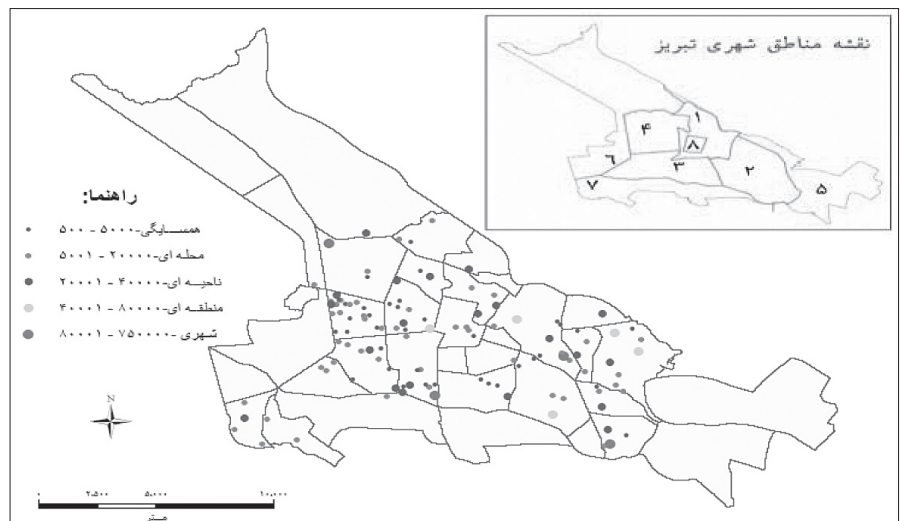 نقشه مناطق شهری تبریز
۱
۴
۸
۶
۳
۲
۷
۵
راهنما:
همسایگی-۵۰۰۰ - ۵۰۰
محله ای-۲۰۰۰۰ - ۵۰۰۱
ناحیه ای-۴۰۰۰۰ - ۲۰۰۰۱
منطقه ای-۸۰۰۰۰ - ۴۰۰۰۱
شهری -۷۵۰۰۰۰ - ۸۰۰۰۱
N
۰ ۲,۵۰۰ ۵,۰۰۰ ۱۰,۰۰۰
متر